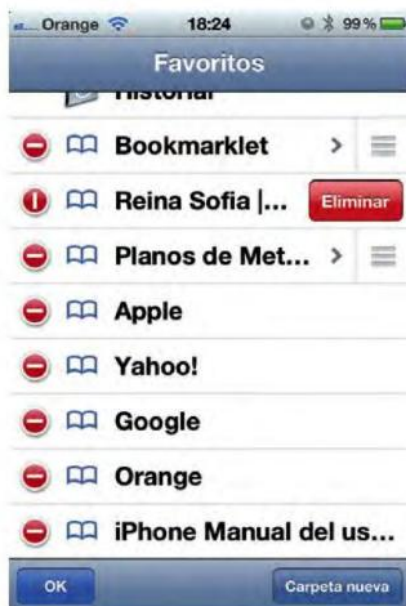 Orange 18:24 99%
Favoritos
Historial
Bookmarklet
Reina Sofia |... Eliminar
Planos de Met...
Apple
Yahoo!
Google
Orange
iPhone Manual del us...
OK Carpeta nueva